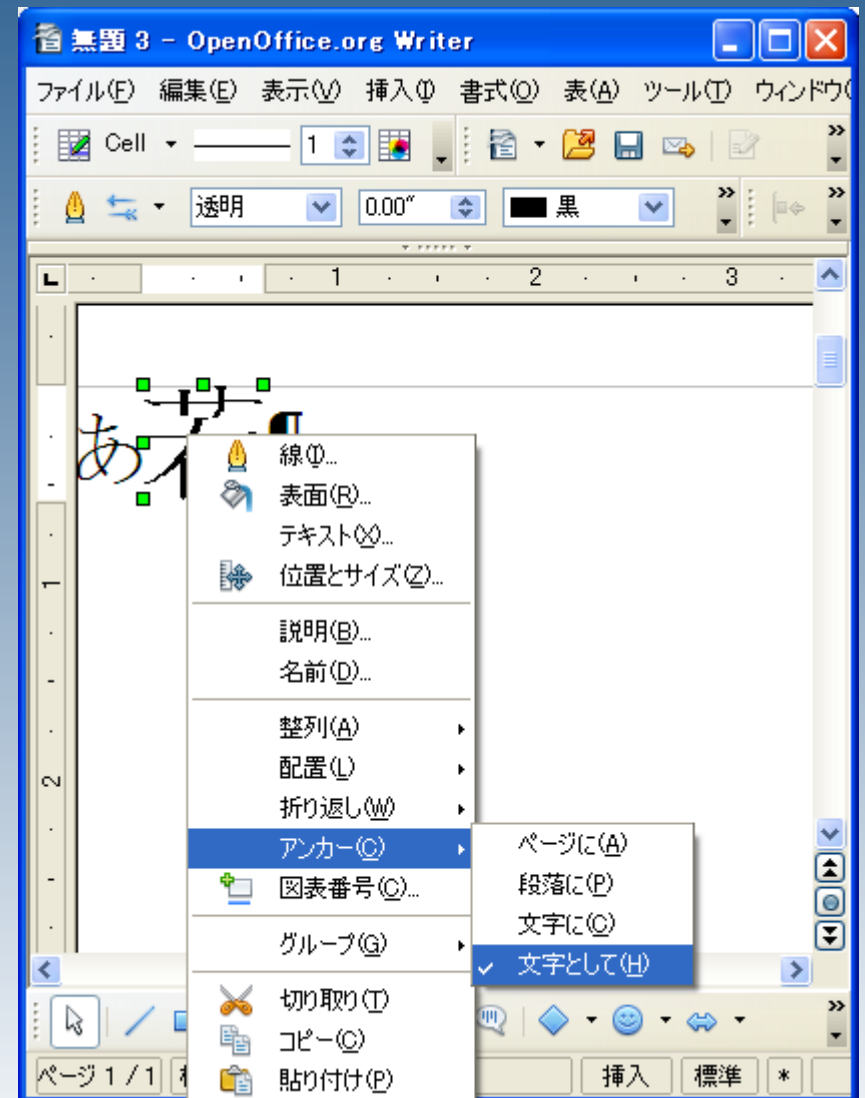 無題 3 - OpenOffice.org Writer
ファイル(F) 編集(E) 表示(V) 挿入(I) 書式(O) 表(A) ツール(T) ウィンドウ(
Cell 1
透明 0.00″ 黒
1 2 3
あ
線(I)...
表面(R)...
テキスト(X)...
位置とサイズ(Z)...
説明(B)...
名前(D)...
整列(A)
配置(L)
折り返し(W)
アンカー(C)
ページに(A)
段落に(P)
文字に(C)
文字として(H)
図表番号(C)...
グループ(G)
切り取り(T)
コピー(C)
貼り付け(P)
1
2
ページ 1 / 1 挿入 標準 *